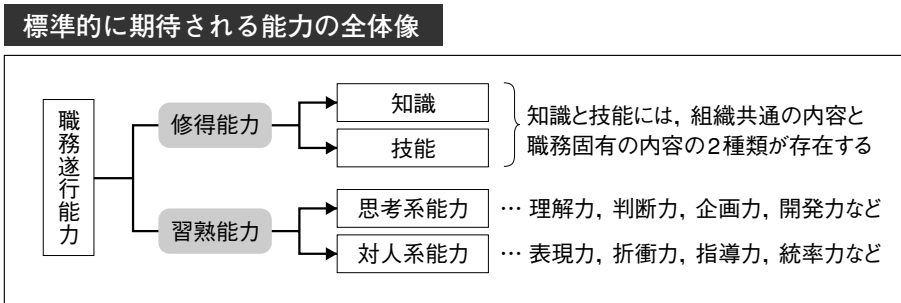 標準的に期待される能力の全体像
職務遂行能力
修得能力
知識
技能
知識と技能には，組織共通の内容と
職務固有の内容の2種類が存在する
習熟能力
思考系能力 … 理解力，判断力，企画力，開発力など
対人系能力 … 表現力，折衝力，指導力，統率力など